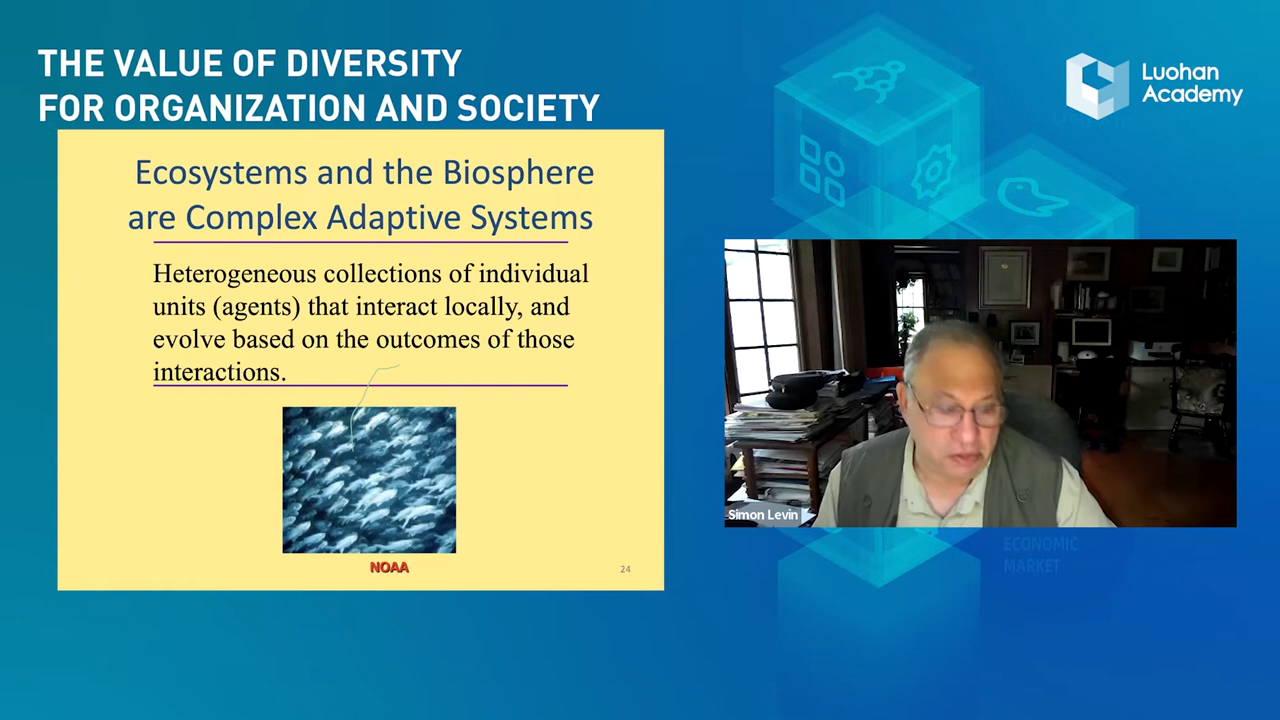 THE VALUE OF DIVERSITY
FOR ORGANIZATION AND SOCIETY
Luohan
Academy
Ecosystems and the Biosphere
are Complex Adaptive Systems
Heterogeneous collections of individual
units (agents) that interact locally, and
evolve based on the outcomes of those
interactions.
NOAA
24
Simon Levin
ECONOMIC
MARKET